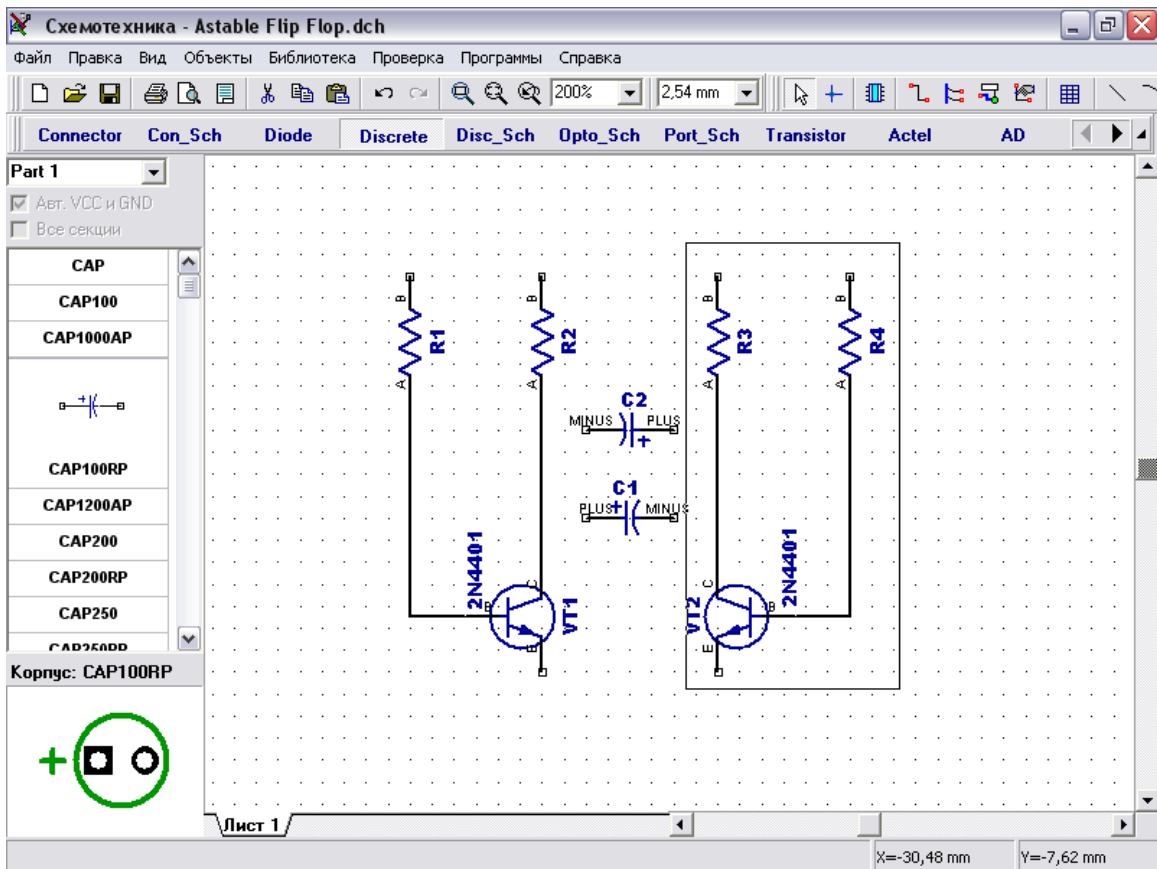 Схемотехника - Astable Flip Flop.dch
Файл Правка Вид Объекты Библиотека Проверка Программы Справка
200% 2,54 mm
Connector Con_Sch Diode Discrete Disc_Sch Opto_Sch Port_Sch Transistor Actel AD
Part 1
Авт. VCC и GND
Все секции
CAP
CAP100
CAP1000AP
CAP100RP
CAP1200AP
CAP200
CAP200RP
CAP250
CAP250RP
Корпус: CAP100RP
B B B B
R1 R2 R3 R4
A A A A
C2
MINUS PLUS
C1
PLUS MINUS
2N4401 2N4401
C C
B B
VT1 VT2
E E
Лист 1
X=-30,48 mm Y=-7,62 mm